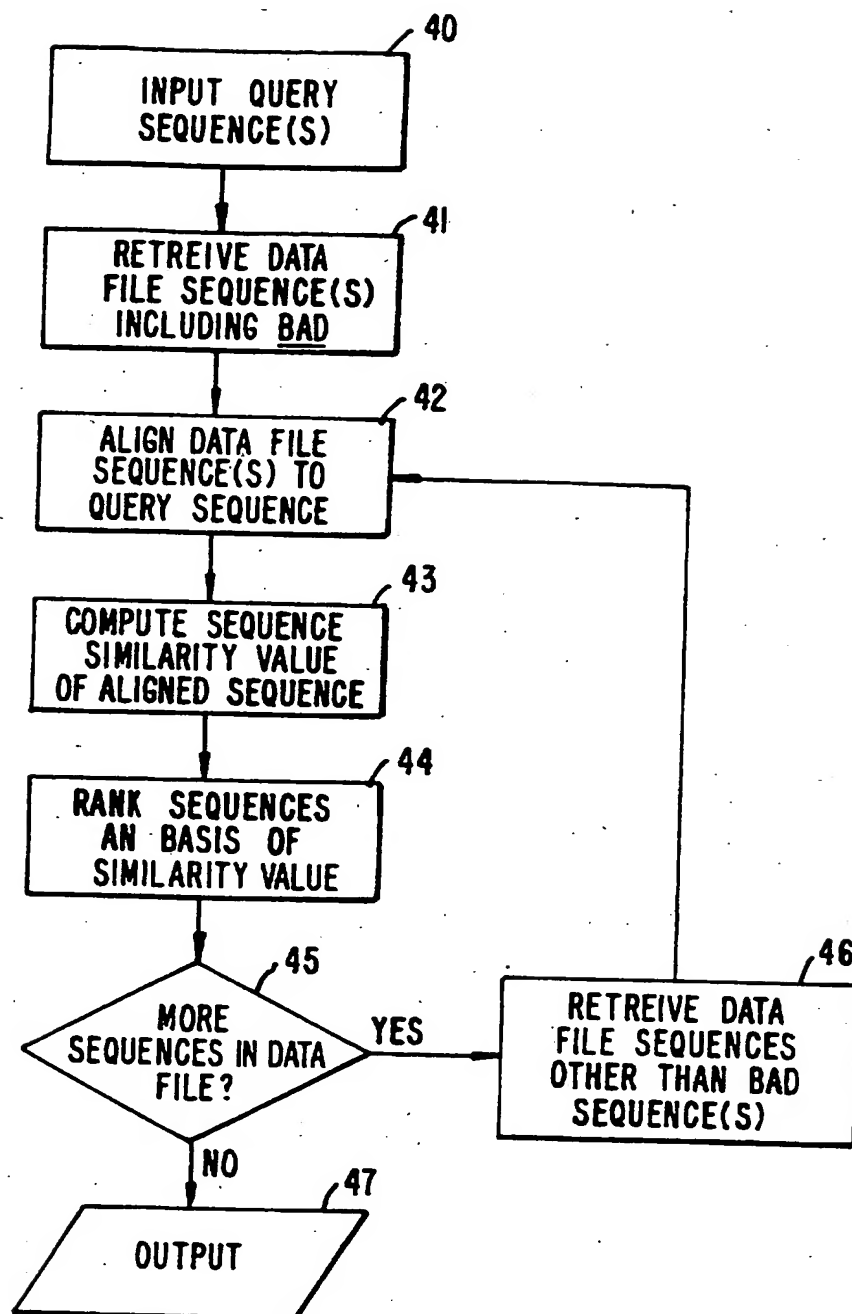 40
INPUT QUERY
SEQUENCE(S)
41
RETREIVE DATA
FILE SEQUENCE(S)
INCLUDING BAD
42
ALIGN DATA FILE
SEQUENCE(S) TO
QUERY SEQUENCE
43
COMPUTE SEQUENCE
SIMILARITY VALUE
OF ALIGNED SEQUENCE
44
RANK SEQUENCES
AN BASIS OF
SIMILARITY VALUE
45
MORE
SEQUENCES IN DATA
FILE?
YES
46
RETREIVE DATA
FILE SEQUENCES
OTHER THAN BAD
SEQUENCE(S)
NO
47
OUTPUT